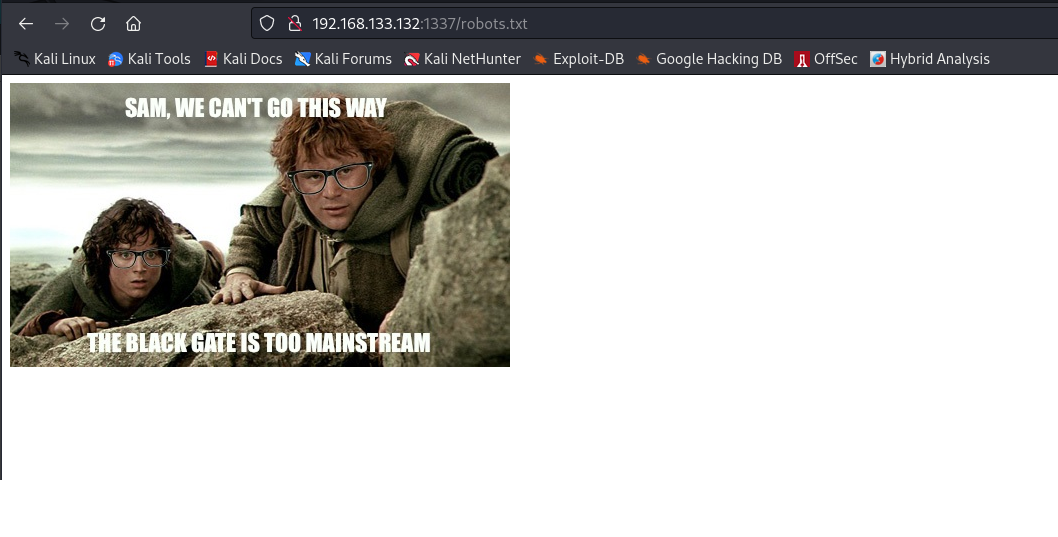 192.168.133.132:1337/robots.txt
Kali Linux Kali Tools Kali Docs Kali Forums Kali NetHunter Exploit-DB Google Hacking DB OffSec Hybrid Analysis
SAM, WE CAN'T GO THIS WAY
THE BLACK GATE IS TOO MAINSTREAM